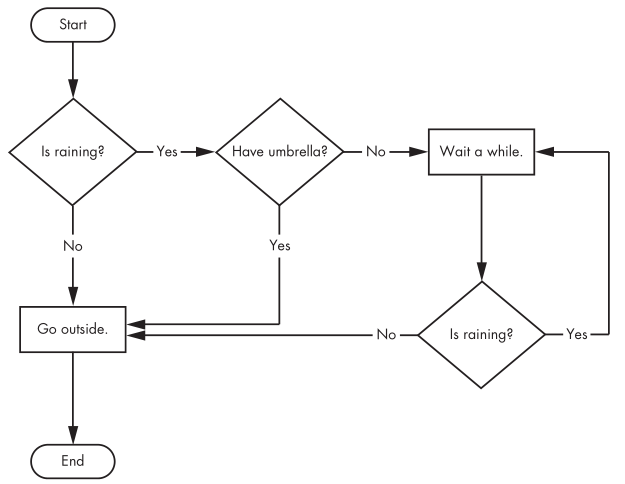 Start
Is raining?
Yes
Have umbrella?
No
Wait a while.
No
Yes
Go outside.
No
Is raining?
Yes
End